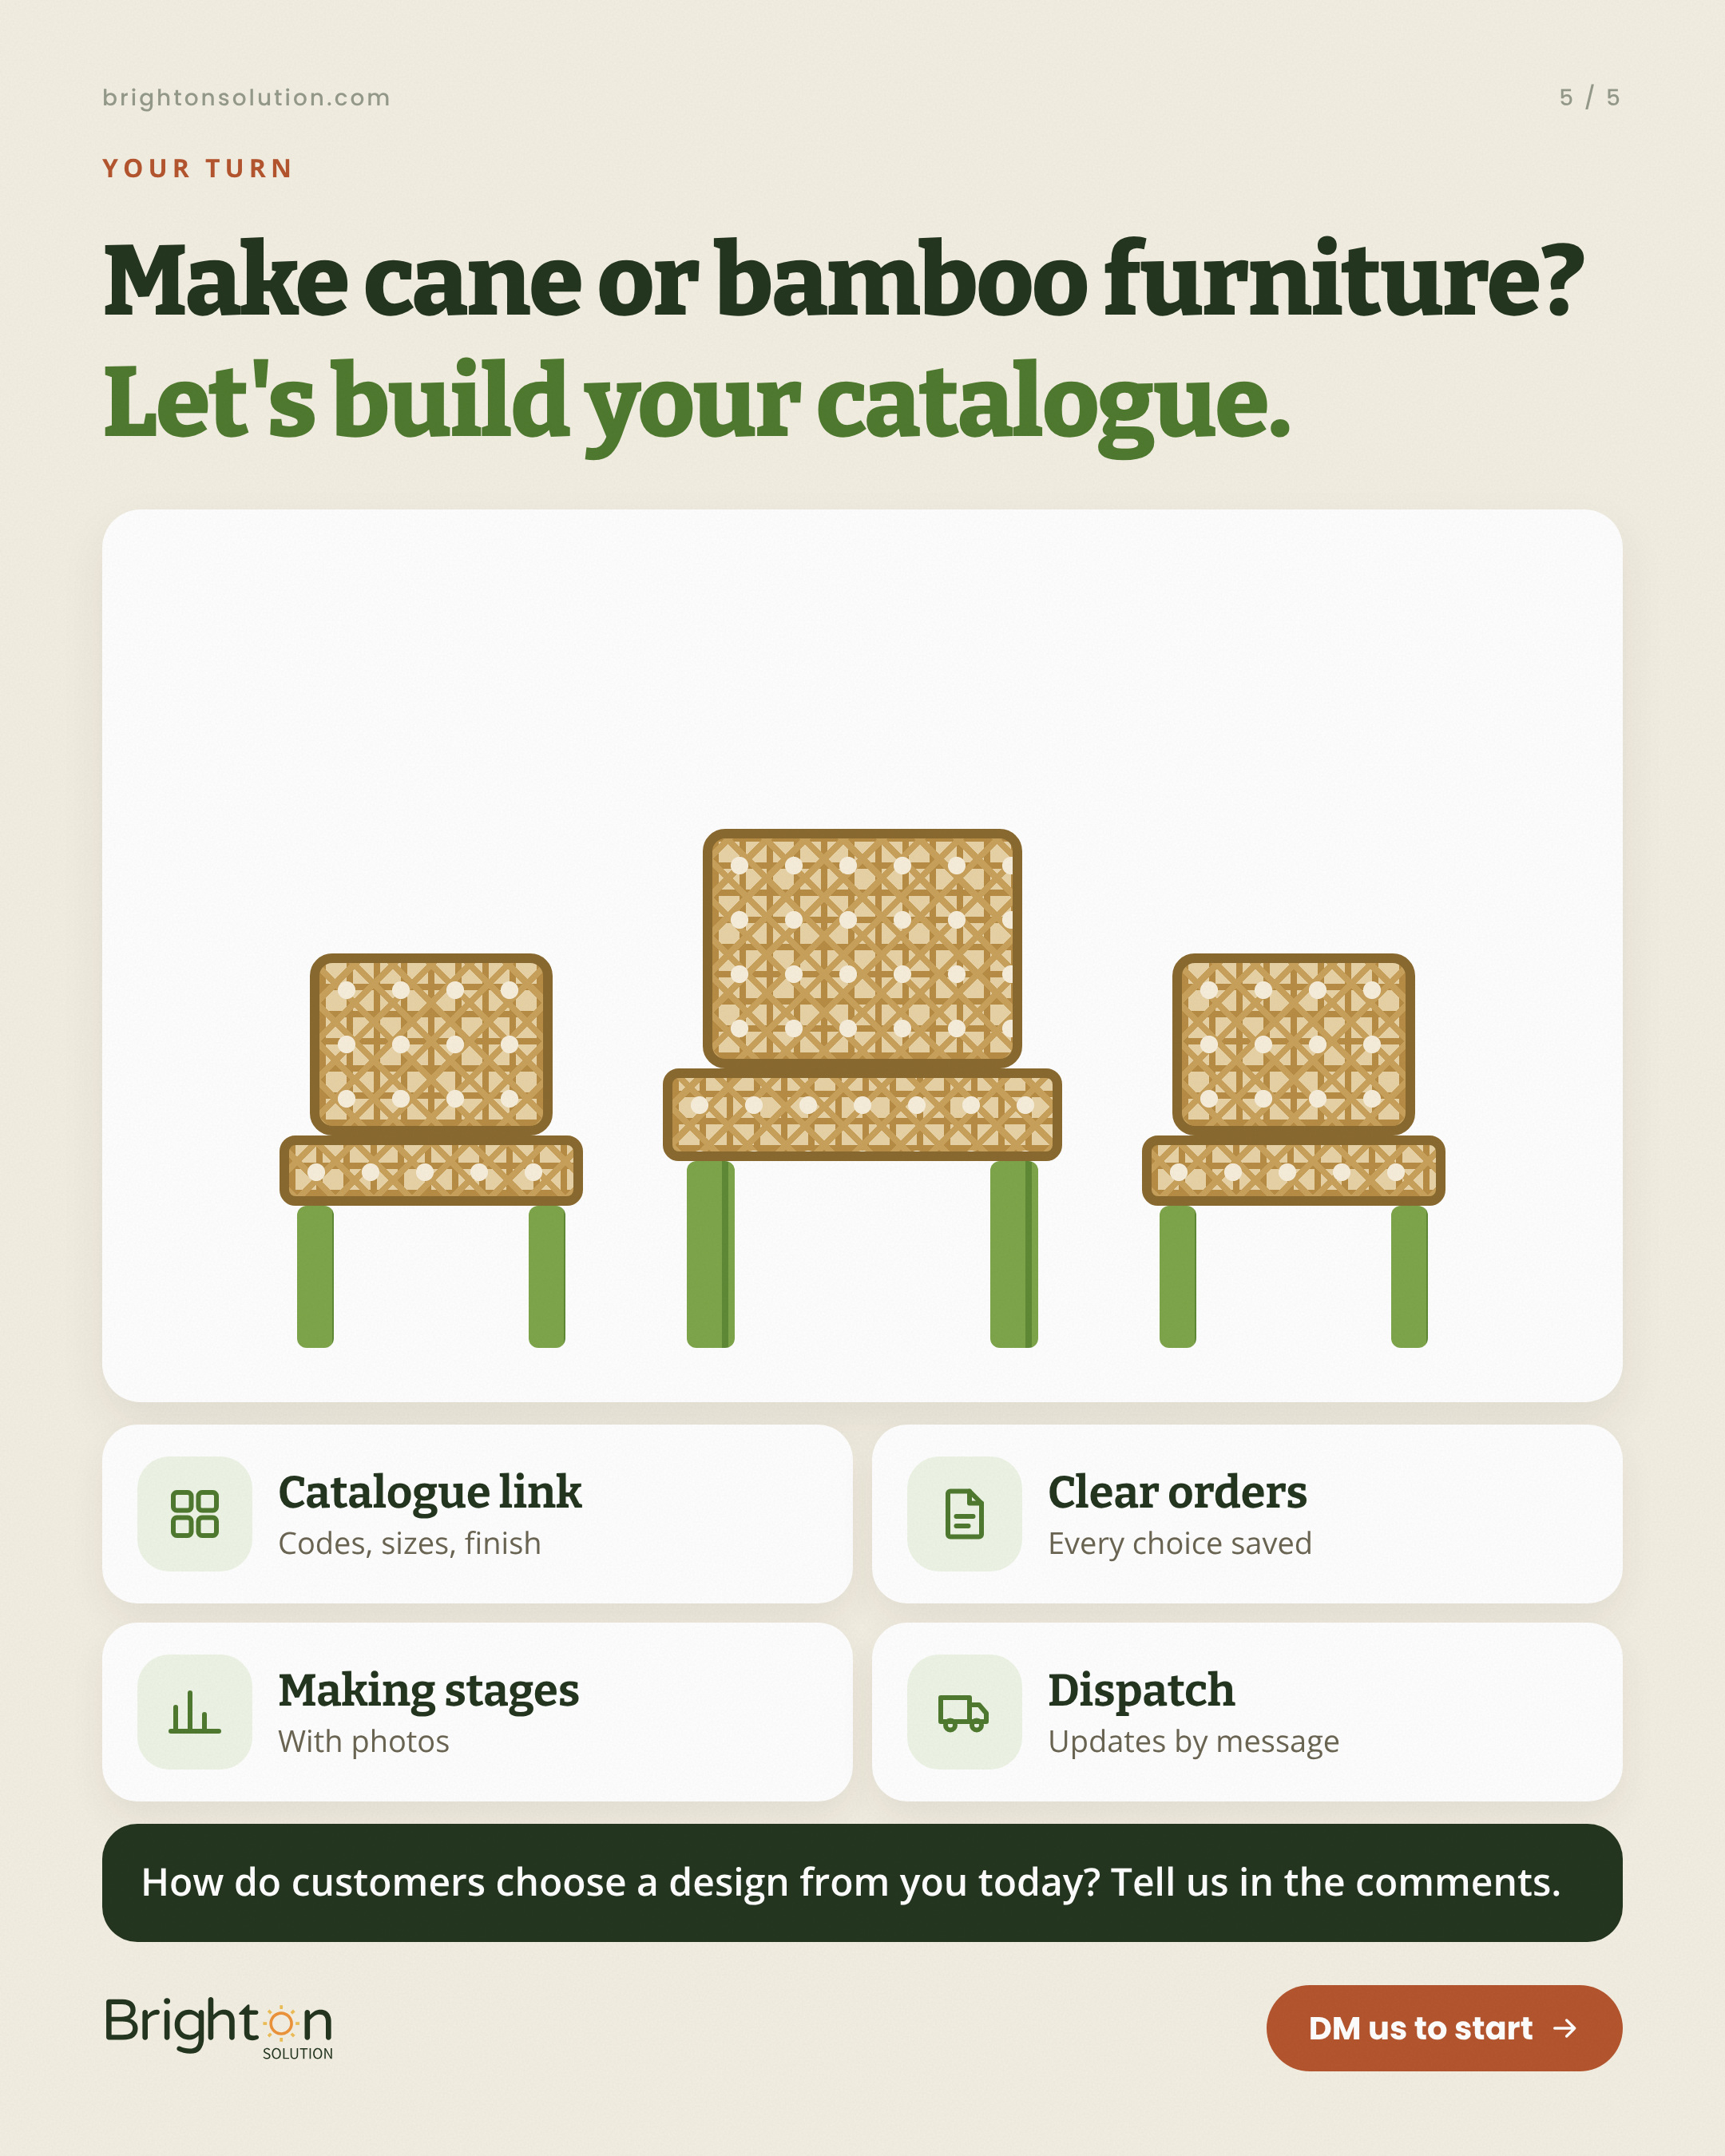 brightonsolution.com
5 / 5
YOUR TURN
Make cane or bamboo furniture?
Let's build your catalogue.
Catalogue link
Codes, sizes, finish
Clear orders
Every choice saved
Making stages
With photos
Dispatch
Updates by message
How do customers choose a design from you today? Tell us in the comments.
Brighton
SOLUTION
DM us to start →